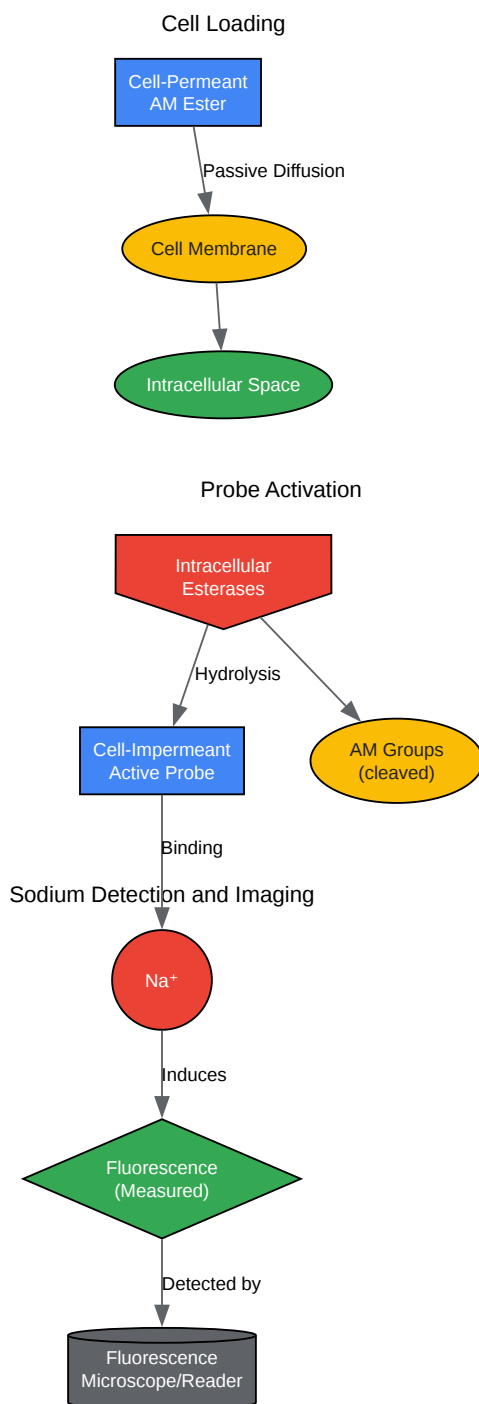 Cell Loading
Cell-Permeant
AM Ester
Passive Diffusion
Cell Membrane
Intracellular Space
Probe Activation
Intracellular
Esterases
Hydrolysis
Cell-Impermeant
Active Probe
AM Groups
(cleaved)
Binding
Sodium Detection and Imaging
Na⁺
Induces
Fluorescence
(Measured)
Detected by
Fluorescence
Microscope/Reader